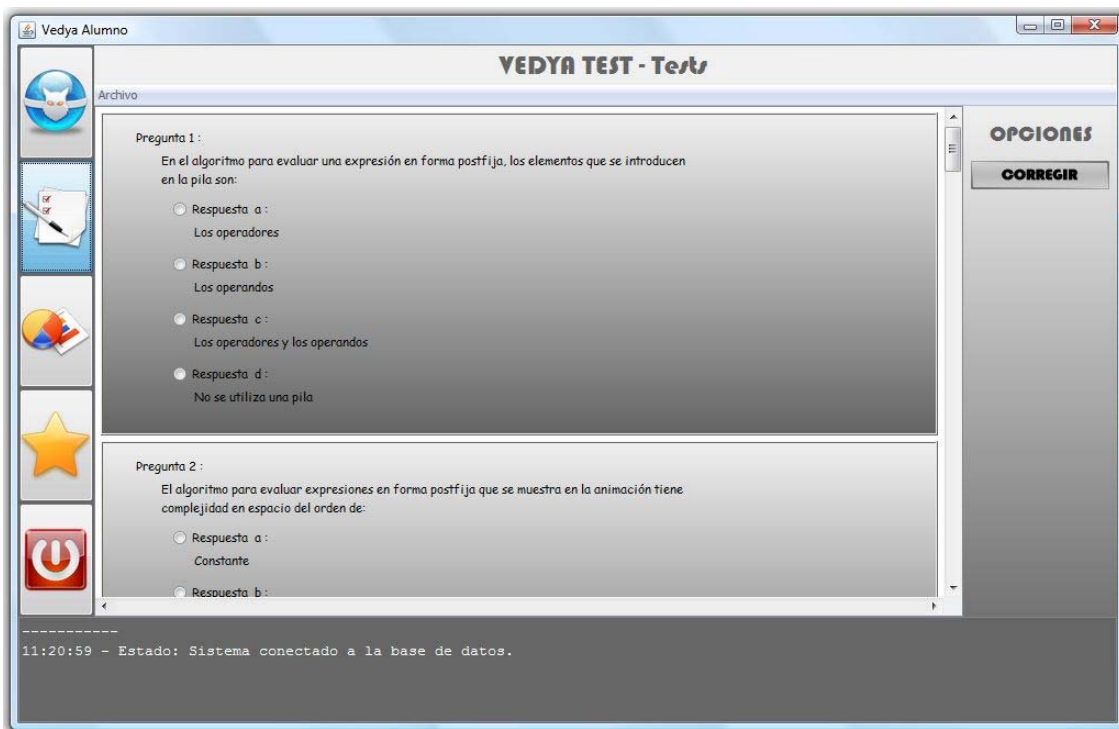 Vedya Alumno
VEDYA TEST - Tests
Archivo
Pregunta 1 :
En el algoritmo para evaluar una expresión en forma postfija, los elementos que se introducen
en la pila son:
Respuesta a :
Los operadores
Respuesta b :
Los operandos
Respuesta c :
Los operadores y los operandos
Respuesta d :
No se utiliza una pila
Pregunta 2 :
El algoritmo para evaluar expresiones en forma postfija que se muestra en la animación tiene
complejidad en espacio del orden de:
Respuesta a :
Constante
Respuesta b :
OPCIONES
CORREGIR
-----------
11:20:59 - Estado: Sistema conectado a la base de datos.